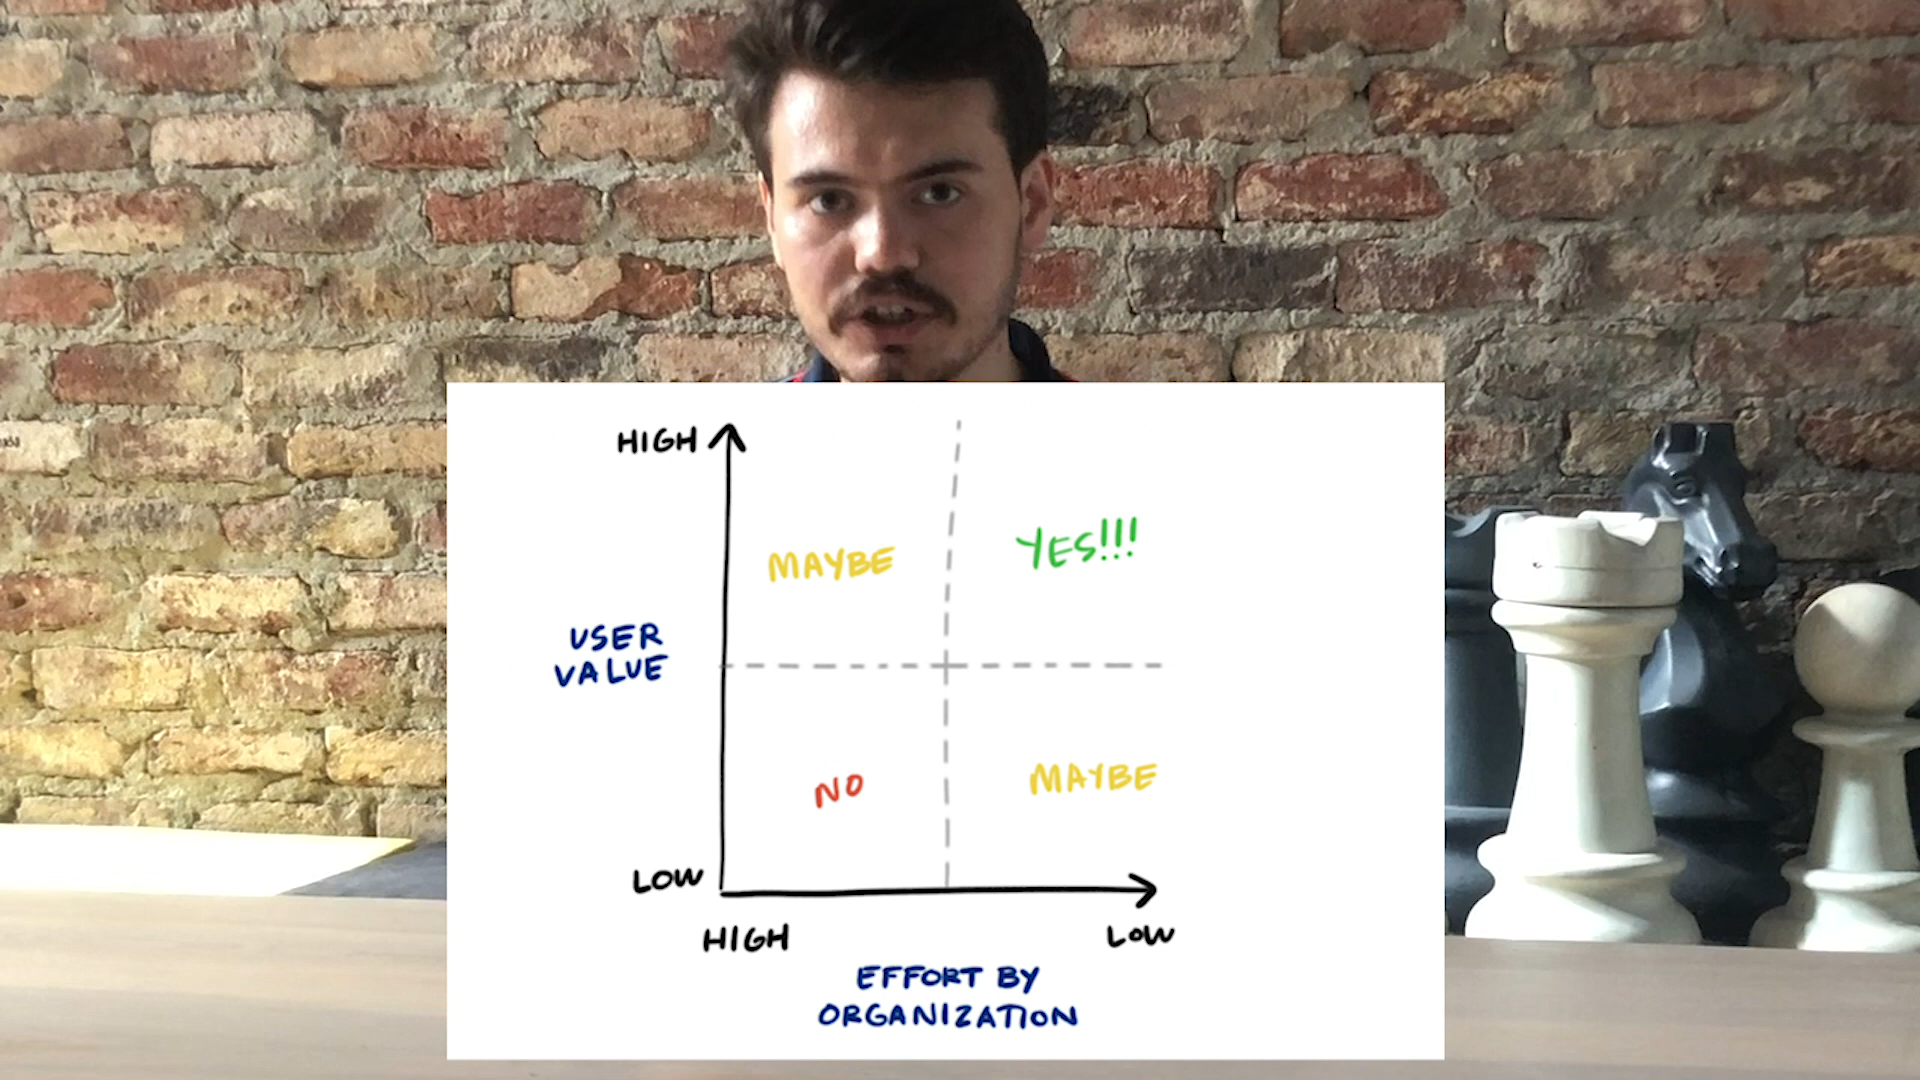 HIGH
MAYBE
YES!!!
USER
VALUE
NO
MAYBE
LOW
HIGH
LOW
EFFORT BY
ORGANIZATION